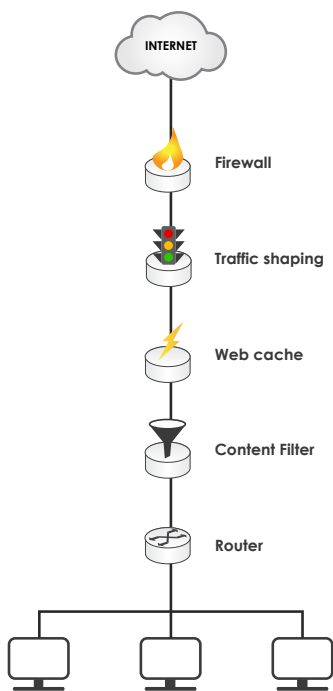 INTERNET
Firewall
Traffic shaping
Web cache
Content Filter
Router